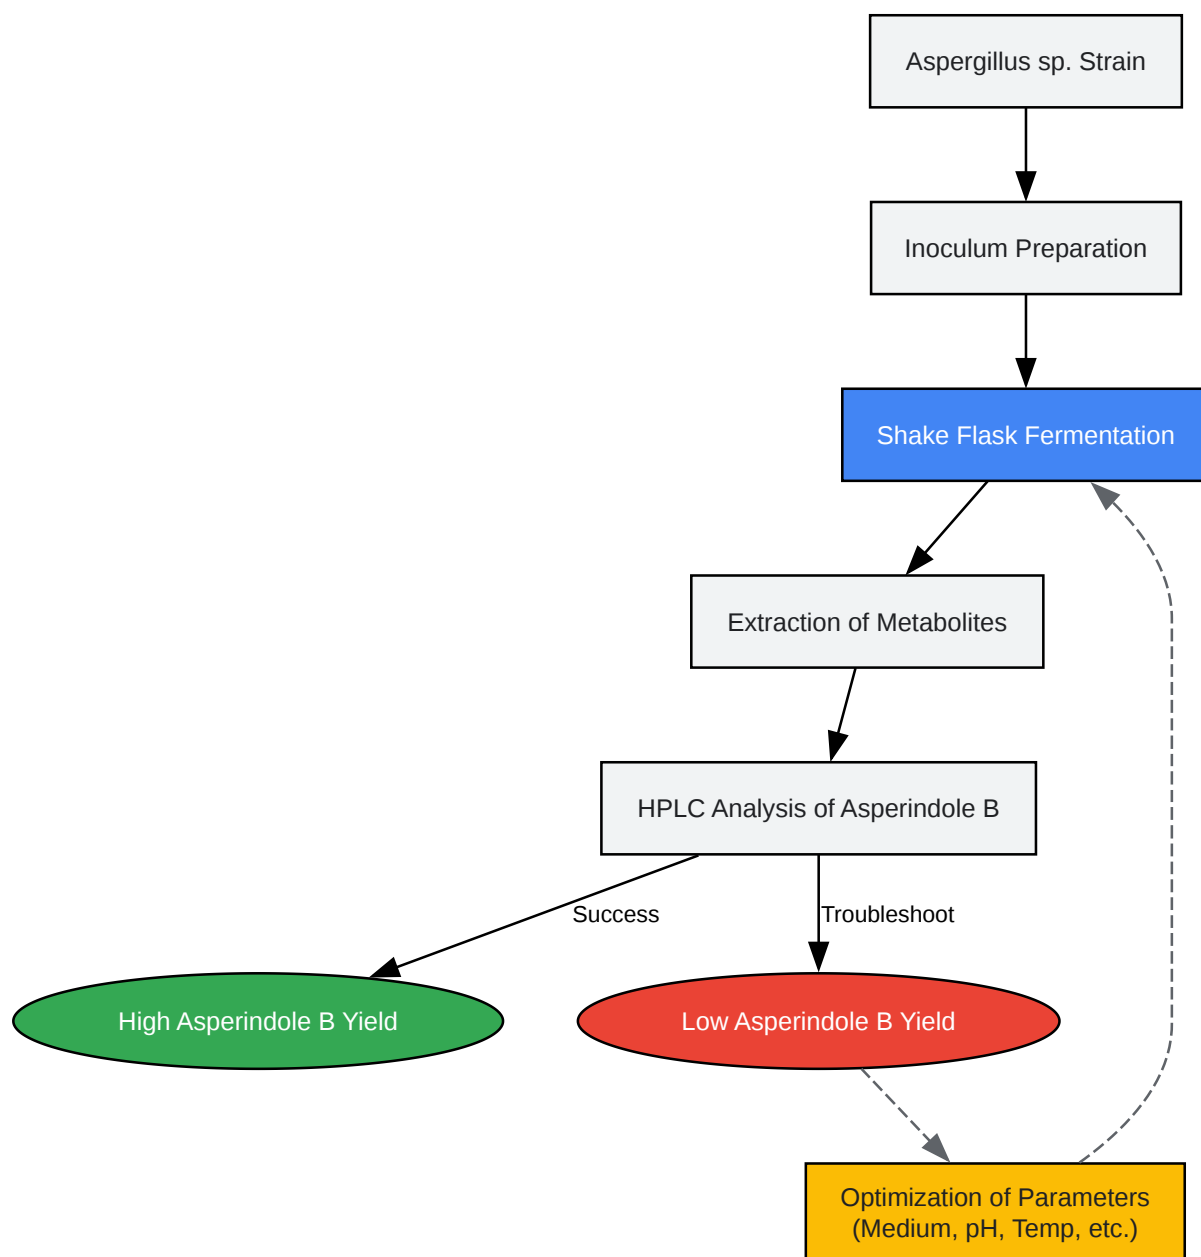 Aspergillus sp. Strain
Inoculum Preparation
Shake Flask Fermentation
Extraction of Metabolites
HPLC Analysis of Asperindole B
Success
Troubleshoot
High Asperindole B Yield
Low Asperindole B Yield
Optimization of Parameters
(Medium, pH, Temp, etc.)